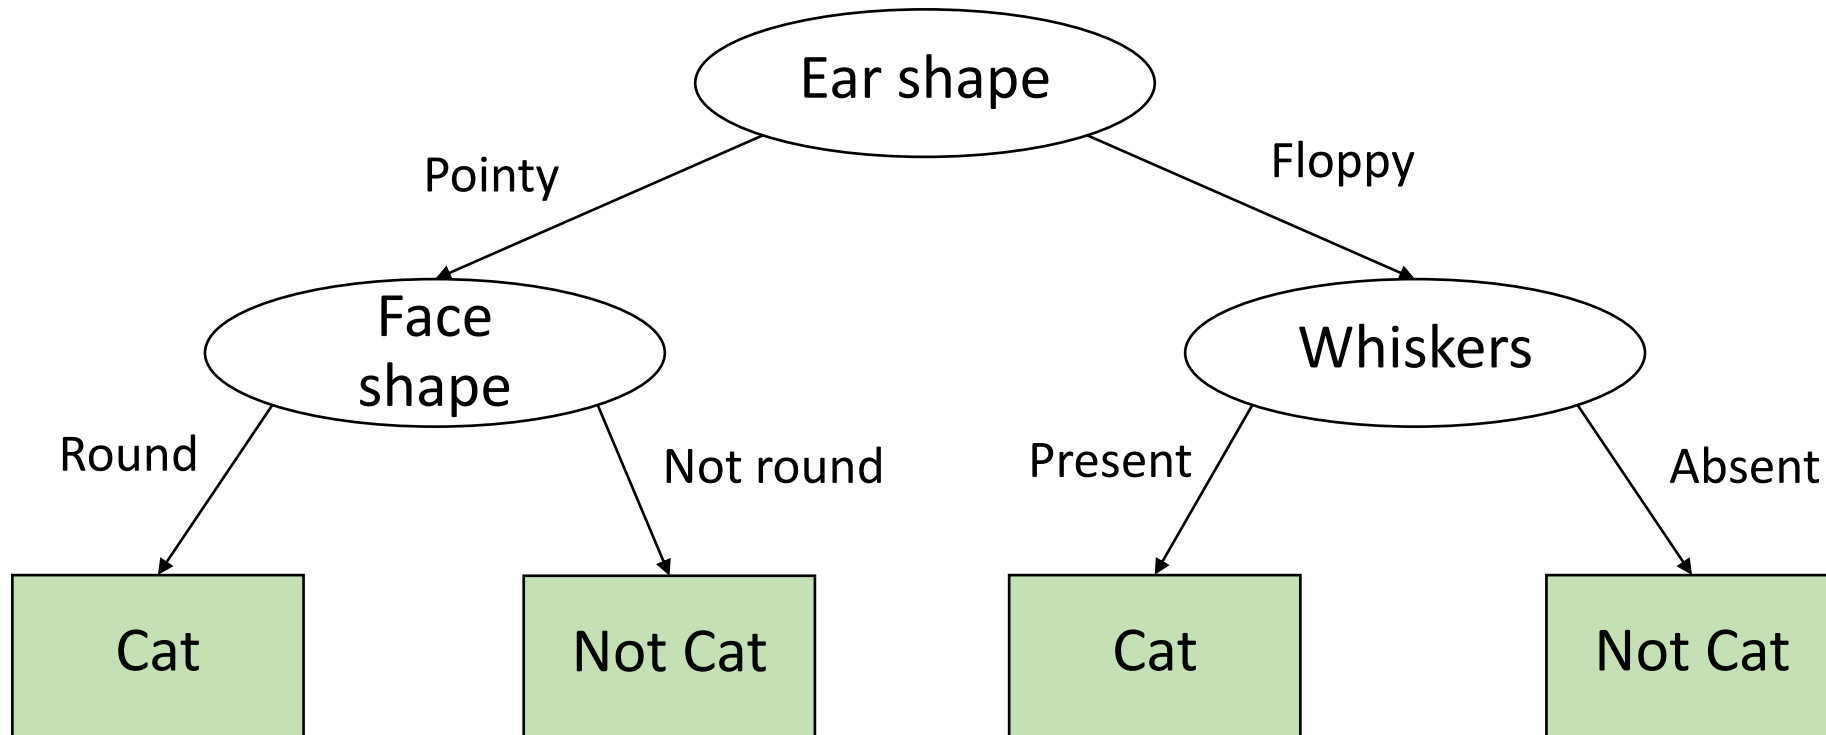 Ear shape
Pointy
Floppy
Face
shape
Whiskers
Round
Not round
Present
Absent
Cat
Not Cat
Cat
Not Cat